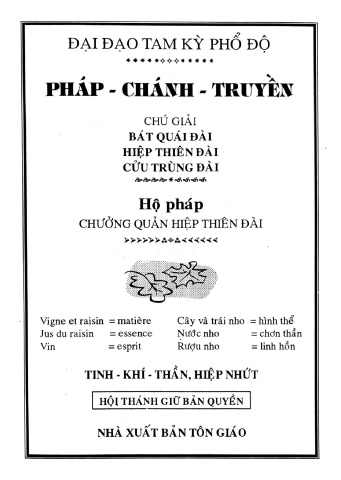 ĐẠI ĐẠO TAM KỲ PHỔ ĐỘ
PHÁP - CHÁNH - TRUYỀN
CHÚ GIẢI
BÁT QUÁI ĐÀI
HIỆP THIÊN ĐÀI
CỬU TRÙNG ĐÀI
Hộ pháp
CHƯỞNG QUẢN HIỆP THIÊN ĐÀI
Vigne et raisin = matière Cây và trái nho = hình thể
Jus du raisin = essence Nước nho = chơn thần
Vin = esprit Rượu nho = linh hồn
TINH - KHÍ - THẦN, HIỆP NHỨT
HỘI THÁNH GIỮ BẢN QUYỀN
NHÀ XUẤT BẢN TÔN GIÁO